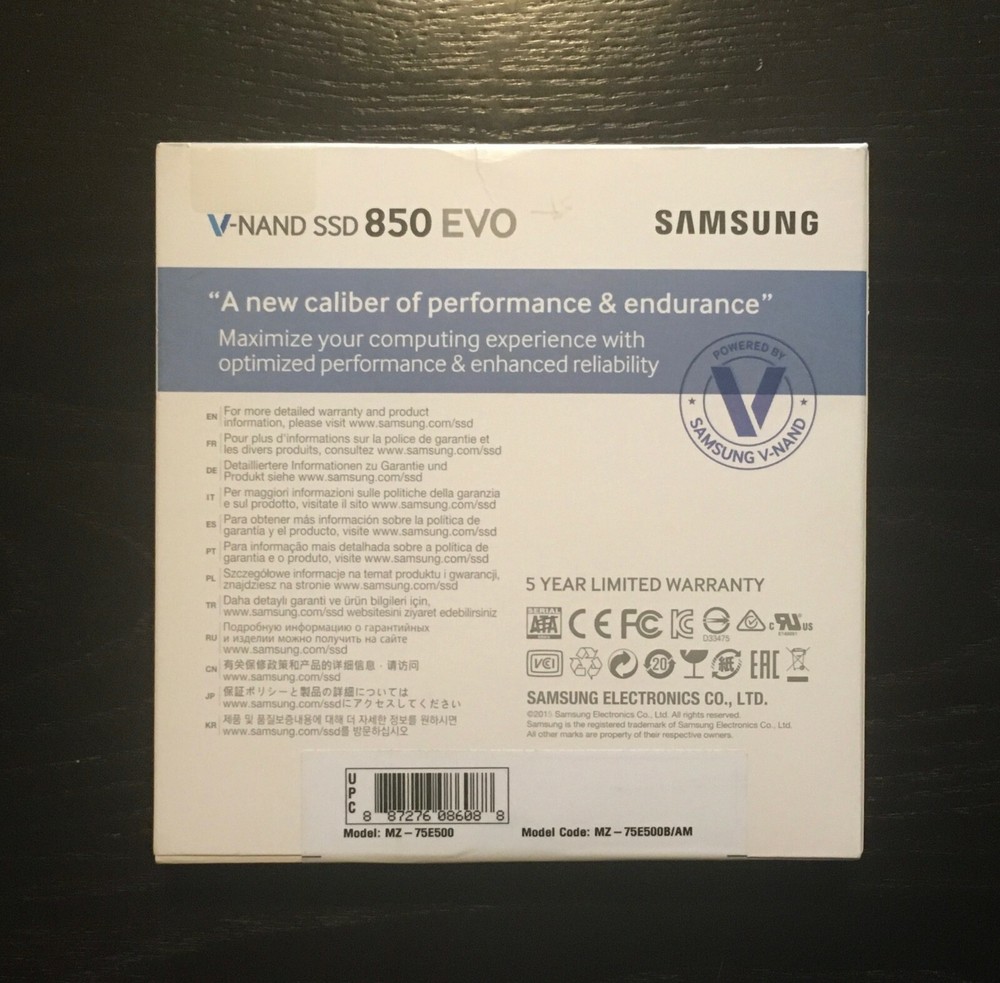 V-NAND SSD 850 EVO
SAMSUNG
“A new caliber of performance & endurance”
Maximize your computing experience with
optimized performance & enhanced reliability
POWERED BY
V
SAMSUNG V-NAND
EN For more detailed warranty and product
information, please visit www.samsung.com/ssd
FR Pour plus d'informations sur la police de garantie et
les divers produits, consultez www.samsung.com/ssd
DE Detailliertere Informationen zu Garantie und
Produkt siehe www.samsung.com/ssd
IT Per maggiori informazioni sulle politiche della garanzia
e sul prodotto, visitate il sito www.samsung.com/ssd
ES Para obtener más información sobre la política de
garantía y el producto, visite www.samsung.com/ssd
PT Para informação mais detalhada sobre a política de
garantia e o produto, visite www.samsung.com/ssd
PL Szczegółowe informacje na temat produktu i gwarancji,
znajdziesz na stronie www.samsung.com/ssd
TR Daha detaylı garanti ve ürün bilgileri için,
www.samsung.com/ssd websitesini ziyaret edebilirsiniz
RU Подробную информацию о гарантийных
и изделии можно получить на сайте
www.samsung.com/ssd
CN 有关保修政策和产品的详细信息，请访问
www.samsung.com/ssd
JP 保証ポリシーと製品の詳細については
www.samsung.com/ssdにアクセスしてください
KR 제품 및 품질보증내용에 대해 더 자세한 정보를 원하시면
www.samsung.com/ssd를 방문하십시오
5 YEAR LIMITED WARRANTY
SERIAL ATA CE FC D33475 c RU US
VCI 20 紙 EAC
SAMSUNG ELECTRONICS CO., LTD.
©2015 Samsung Electronics Co., Ltd. All rights reserved.
Samsung is the registered trademark of Samsung Electronics Co., Ltd.
All other marks are property of their respective owners.
UPC
8 87276 08608 8
Model: MZ-75E500
Model Code: MZ-75E500B/AM